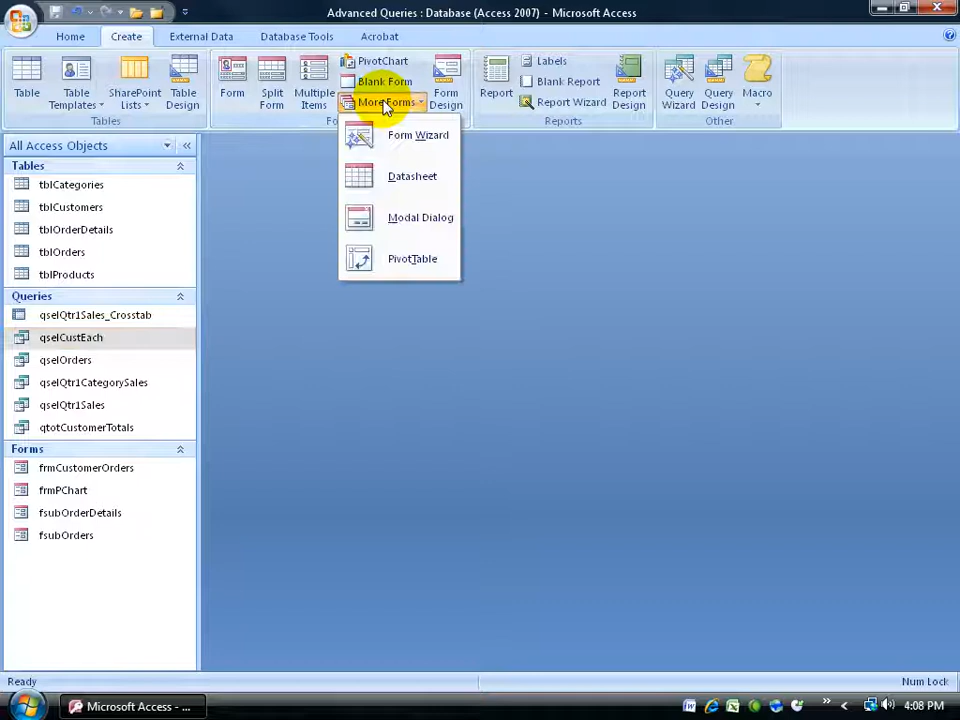 Advanced Queries : Database (Access 2007) - Microsoft Access
Home Create External Data Database Tools Acrobat
Table
Table Templates
SharePoint Lists
Table Design
Tables
Form
Split Form
Multiple Items
PivotChart
Blank Form
More Forms
Form Design
Report
Labels
Blank Report
Report Wizard
Report Design
Reports
Query Wizard
Query Design
Macro
Other
Form Wizard
Datasheet
Modal Dialog
PivotTable
All Access Objects
Tables
tblCategories
tblCustomers
tblOrderDetails
tblOrders
tblProducts
Queries
qselQtr1Sales_Crosstab
qselCustEach
qselOrders
qselQtr1CategorySales
qselQtr1Sales
qtotCustomerTotals
Forms
frmCustomerOrders
frmPChart
fsubOrderDetails
fsubOrders
Ready
Num Lock
Microsoft Access - ...
4:08 PM